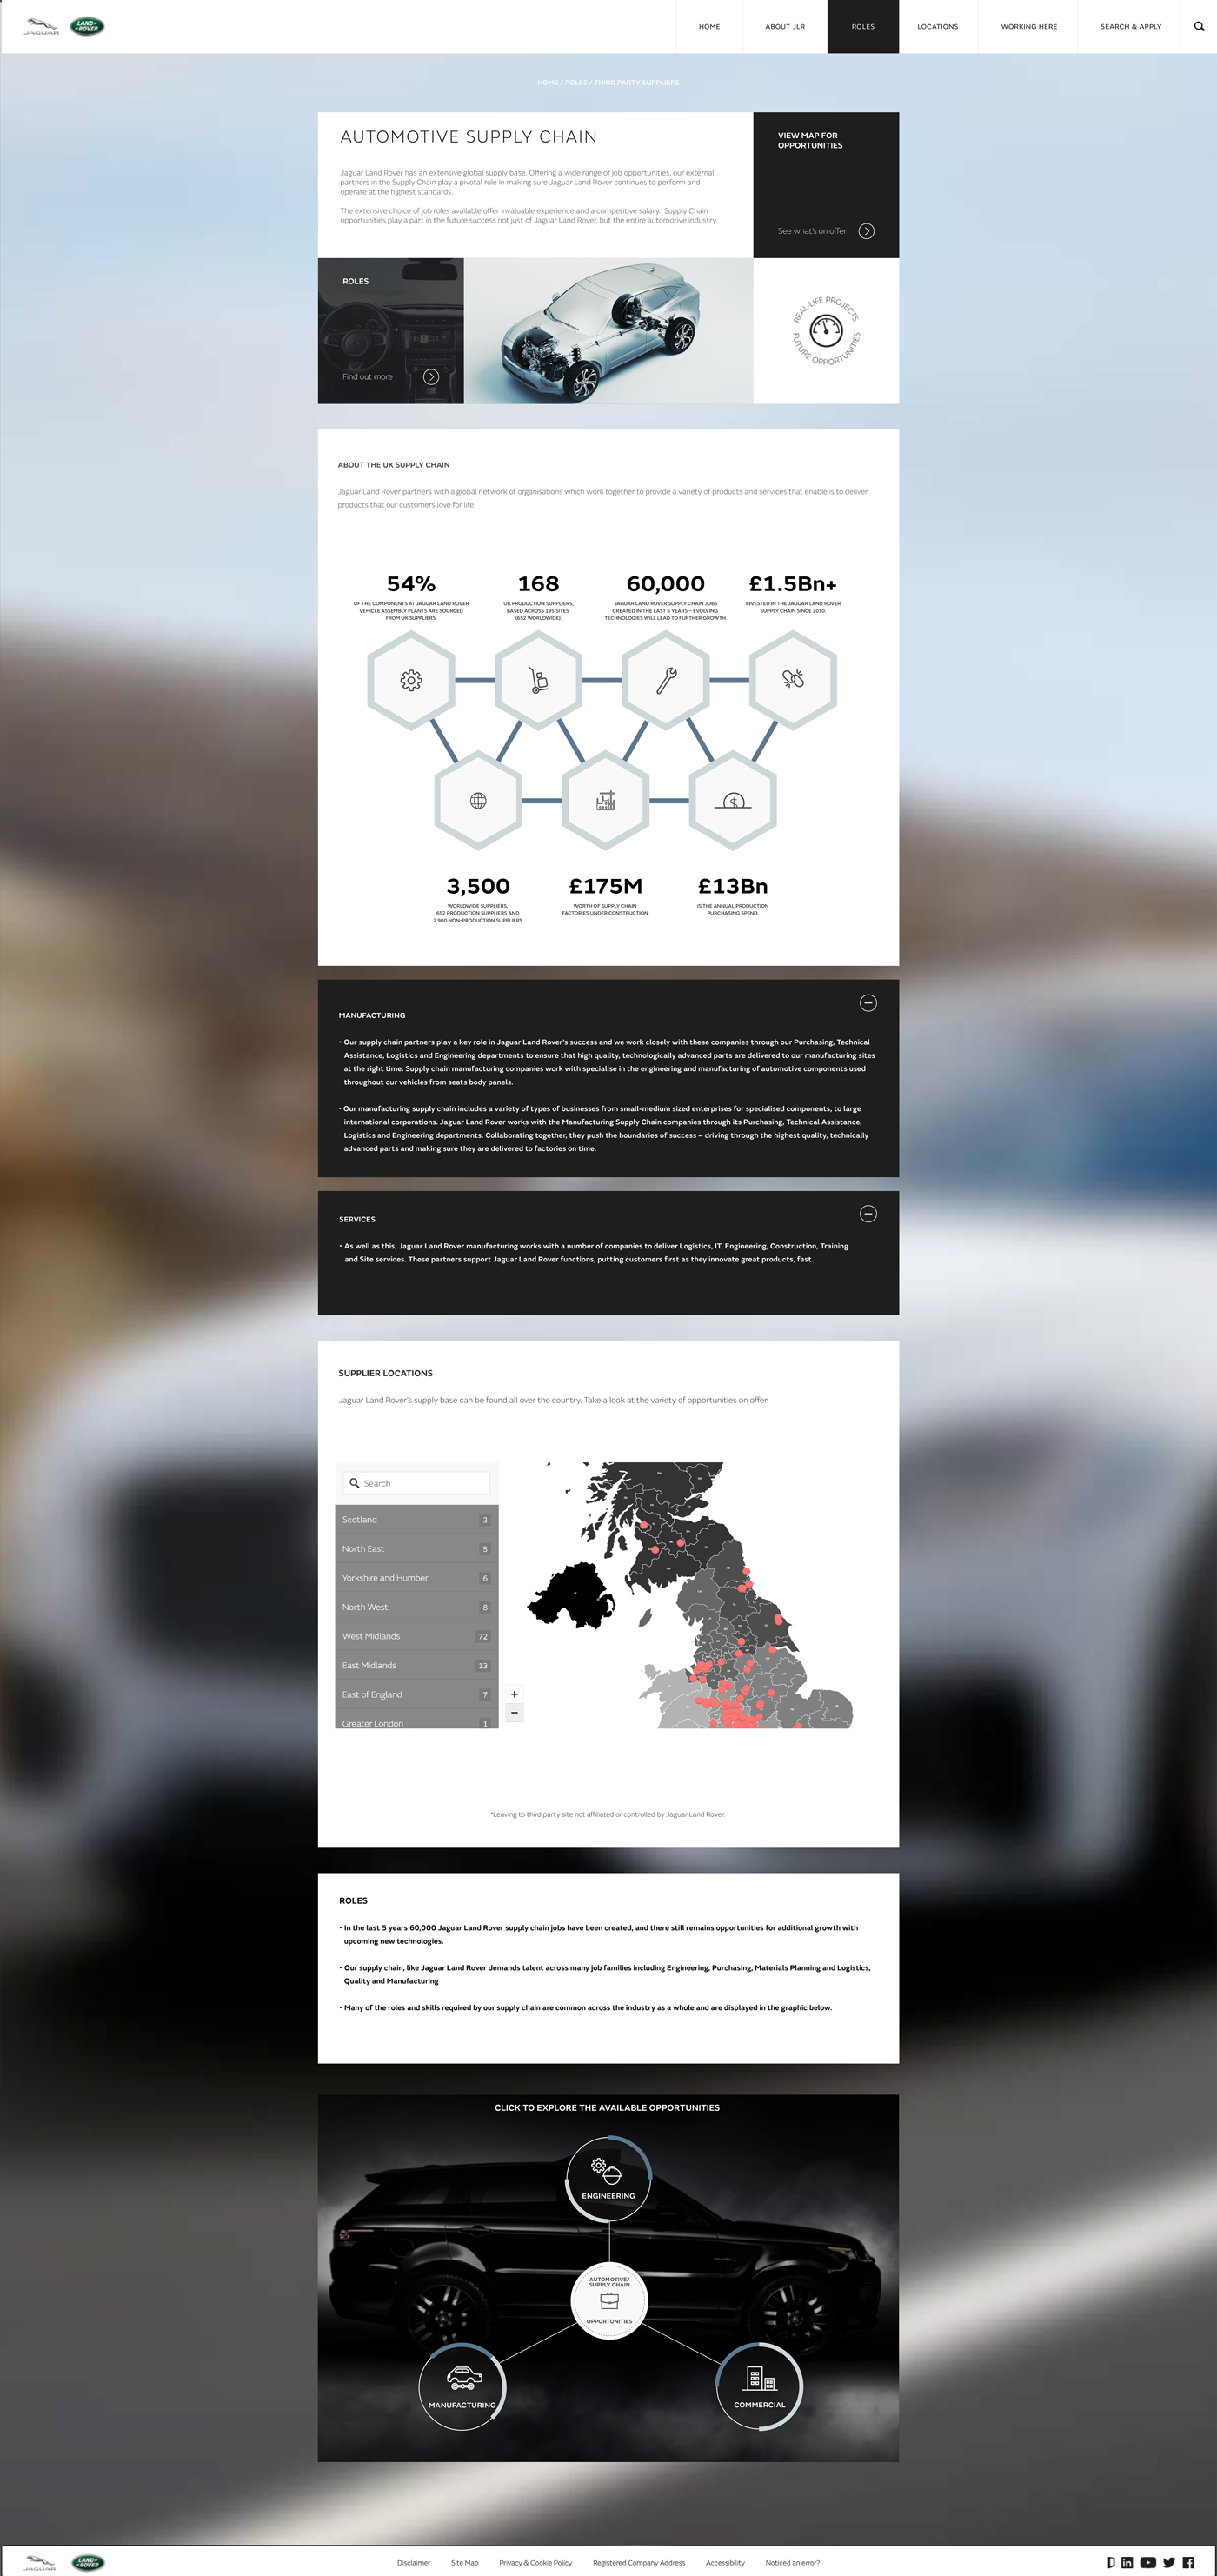 JAGUAR
LAND-
ROVER
HOME
ABOUT JLR
ROLES
LOCATIONS
WORKING HERE
SEARCH & APPLY
HOME / ROLES / THIRD PARTY SUPPLIERS
AUTOMOTIVE SUPPLY CHAIN
Jaguar Land Rover has an extensive global supply base. Offering a wide range of job opportunities, our external
partners in the Supply Chain play a pivotal role in making sure Jaguar Land Rover continues to perform and
operate at the highest standards.
The extensive choice of job roles available offer invaluable experience and a competitive salary. Supply Chain
opportunities play a part in the future success not just of Jaguar Land Rover, but the entire automotive industry.
VIEW MAP FOR
OPPORTUNITIES
See what's on offer
ROLES
Find out more
REAL-LIFE PROJECTS
FUTURE OPPORTUNITIES
ABOUT THE UK SUPPLY CHAIN
Jaguar Land Rover partners with a global network of organisations which work together to provide a variety of products and services that enable is to deliver
products that our customers love for life.
54%
OF THE COMPONENTS AT JAGUAR LAND ROVER
VEHICLE ASSEMBLY PLANTS ARE SOURCED
FROM UK SUPPLIERS.
168
UK PRODUCTION SUPPLIERS,
BASED ACROSS 195 SITES
(652 WORLDWIDE)
60,000
JAGUAR LAND ROVER SUPPLY CHAIN JOBS
CREATED IN THE LAST 5 YEARS – EVOLVING
TECHNOLOGIES WILL LEAD TO FURTHER GROWTH.
£1.5Bn+
INVESTED IN THE JAGUAR LAND ROVER
SUPPLY CHAIN SINCE 2010.
3,500
WORLDWIDE SUPPLIERS,
652 PRODUCTION SUPPLIERS AND
2,900 NON-PRODUCTION SUPPLIERS.
£175M
WORTH OF SUPPLY CHAIN
FACTORIES UNDER CONSTRUCTION.
£13Bn
IS THE ANNUAL PRODUCTION
PURCHASING SPEND.
MANUFACTURING
• Our supply chain partners play a key role in Jaguar Land Rover's success and we work closely with these companies through our Purchasing, Technical
Assistance, Logistics and Engineering departments to ensure that high quality, technologically advanced parts are delivered to our manufacturing sites
at the right time. Supply chain manufacturing companies work with specialise in the engineering and manufacturing of automotive components used
throughout our vehicles from seats body panels.
• Our manufacturing supply chain includes a variety of types of businesses from small-medium sized enterprises for specialised components, to large
international corporations. Jaguar Land Rover works with the Manufacturing Supply Chain companies through its Purchasing, Technical Assistance,
Logistics and Engineering departments. Collaborating together, they push the boundaries of success – driving through the highest quality, technically
advanced parts and making sure they are delivered to factories on time.
SERVICES
• As well as this, Jaguar Land Rover manufacturing works with a number of companies to deliver Logistics, IT, Engineering, Construction, Training
and Site services. These partners support Jaguar Land Rover functions, putting customers first as they innovate great products, fast.
SUPPLIER LOCATIONS
Jaguar Land Rover's supply base can be found all over the country. Take a look at the variety of opportunities on offer:
Search
Scotland 3
North East 5
Yorkshire and Humber 6
North West 8
West Midlands 72
East Midlands 13
East of England 7
Greater London 1
+
−
*Leaving to third party site not affiliated or controlled by Jaguar Land Rover.
ROLES
• In the last 5 years 60,000 Jaguar Land Rover supply chain jobs have been created, and there still remains opportunities for additional growth with
upcoming new technologies.
• Our supply chain, like Jaguar Land Rover demands talent across many job families including Engineering, Purchasing, Materials Planning and Logistics,
Quality and Manufacturing
• Many of the roles and skills required by our supply chain are common across the industry as a whole and are displayed in the graphic below.
CLICK TO EXPLORE THE AVAILABLE OPPORTUNITIES
ENGINEERING
AUTOMOTIVE/
SUPPLY CHAIN
OPPORTUNITIES
MANUFACTURING
COMMERCIAL
JAGUAR
LAND-
ROVER
Disclaimer
Site Map
Privacy & Cookie Policy
Registered Company Address
Accessibility
Noticed an error?